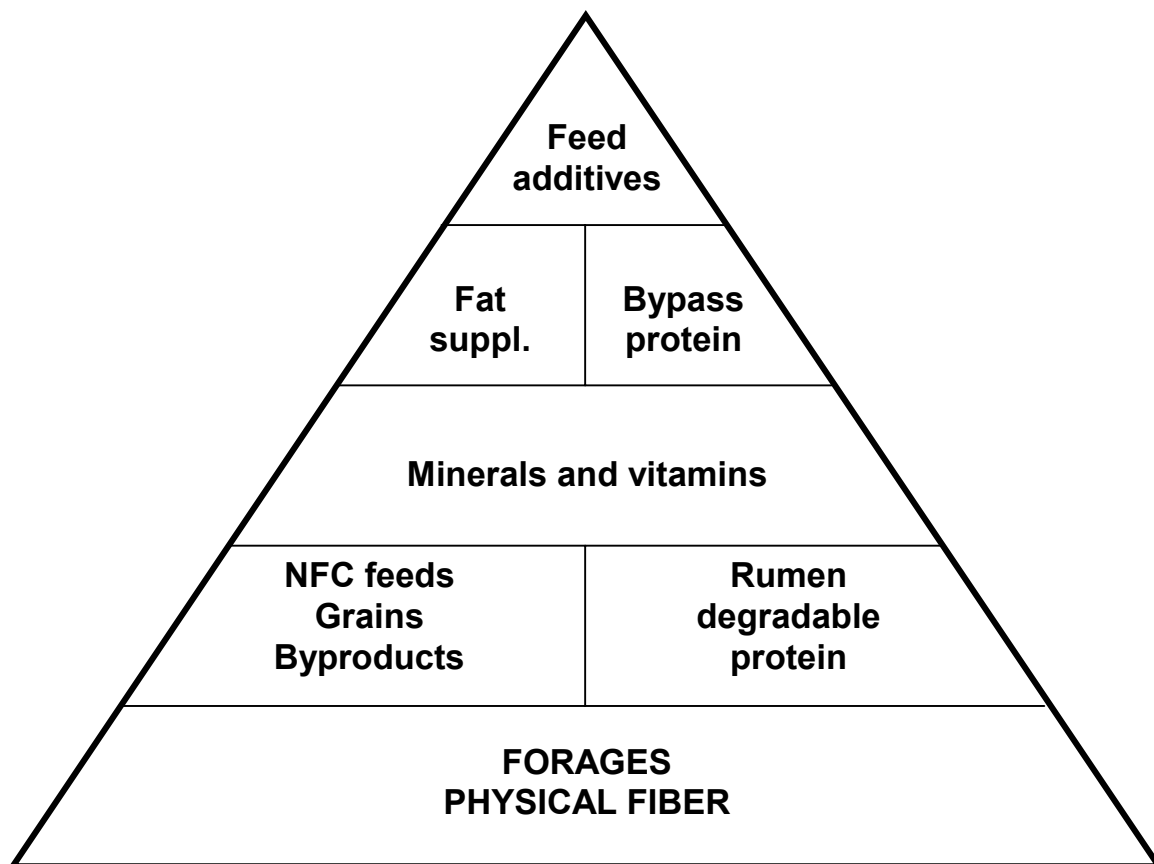 Feed
additives
Fat
suppl.
Bypass
protein
Minerals and vitamins
NFC feeds
Grains
Byproducts
Rumen
degradable
protein
FORAGES
PHYSICAL FIBER